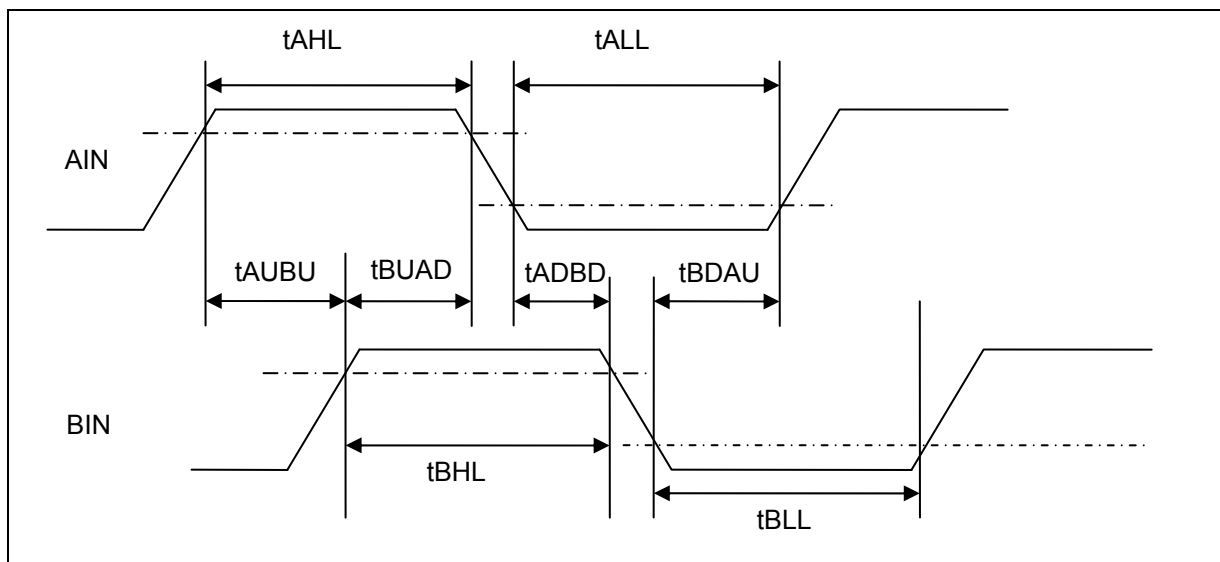 tAHL
tALL
AIN
tAUBU
tBUAD
tADBD
tBDAU
BIN
tBHL
tBLL